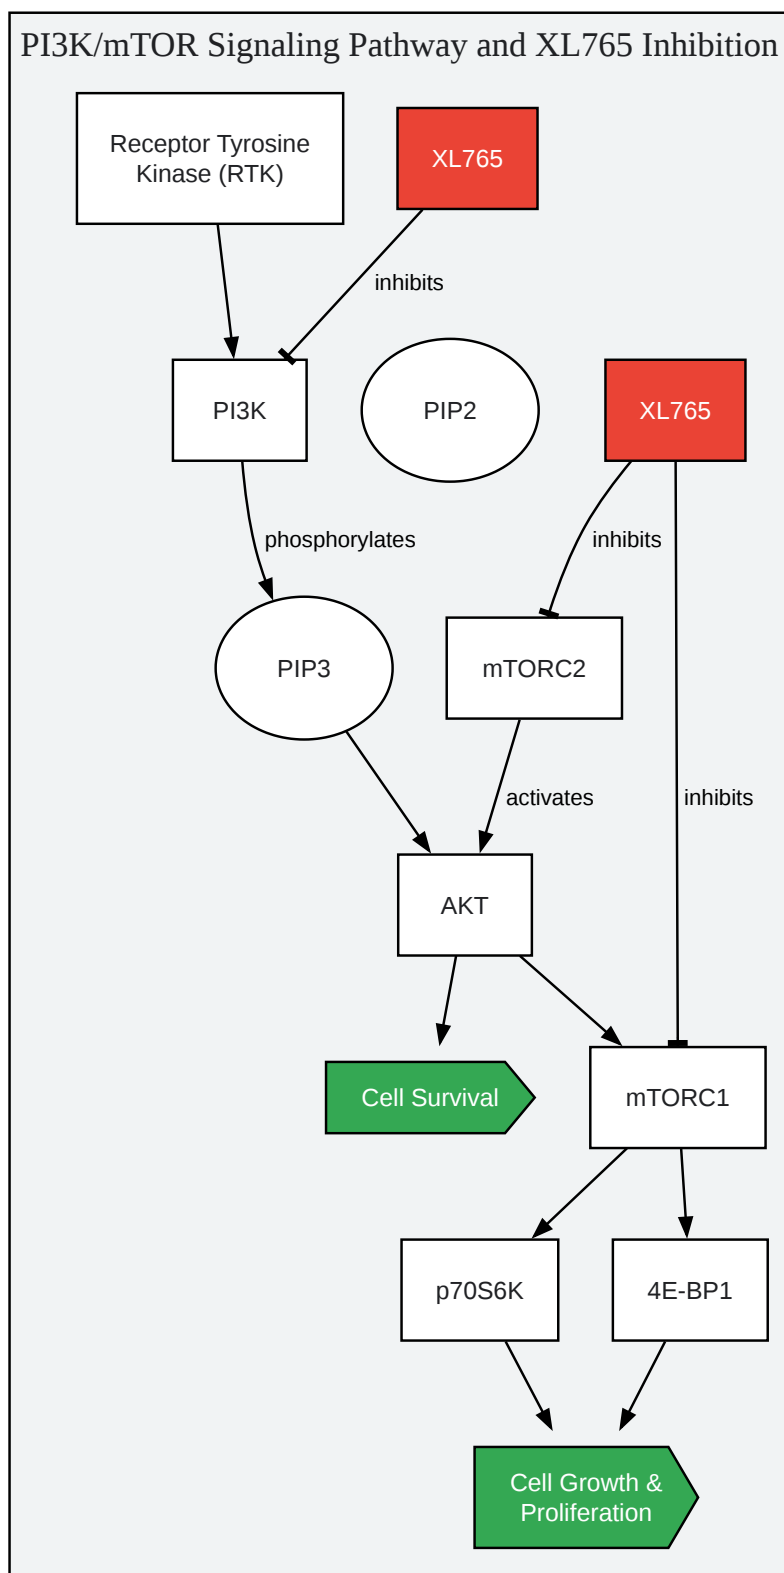 PI3K/mTOR Signaling Pathway and XL765 Inhibition
Receptor Tyrosine
Kinase (RTK)
XL765
inhibits
PI3K
PIP2
XL765
phosphorylates
inhibits
PIP3
mTORC2
activates
inhibits
AKT
Cell Survival
mTORC1
p70S6K
4E-BP1
Cell Growth &
Proliferation